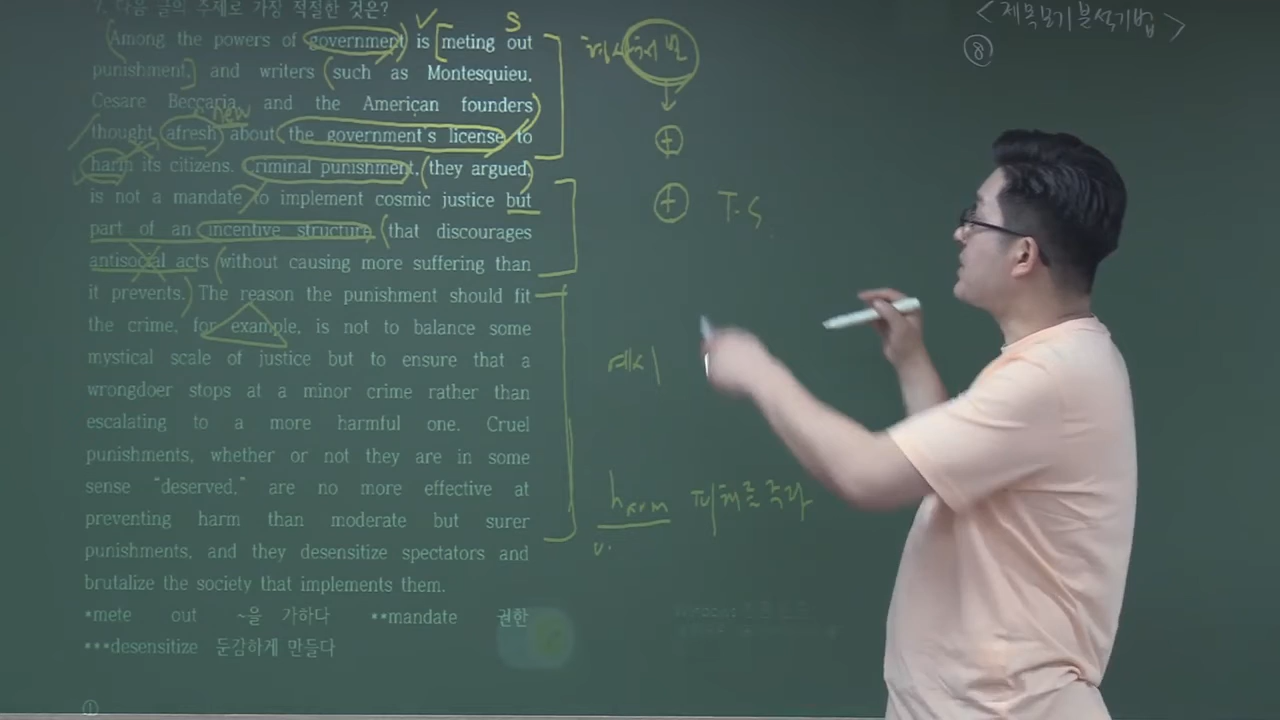 7. 다음 글의 주제로 가장 적절한 것은?
<제목보기분석기법>
⑧
V
S
Among the powers of government is meting out
punishment, and writers such as Montesquieu,
Cesare Beccaria, and the American founders
new
thought afresh about the government's license to
harm its citizens. Criminal punishment, they argued,
is not a mandate to implement cosmic justice but
part of an incentive structure that discourages
antisocial acts without causing more suffering than
it prevents. The reason the punishment should fit
the crime, for example, is not to balance some
mystical scale of justice but to ensure that a
wrongdoer stops at a minor crime rather than
escalating to a more harmful one. Cruel
punishments, whether or not they are in some
sense "deserved," are no more effective at
preventing harm than moderate but surer
punishments, and they desensitize spectators and
brutalize the society that implements them.
*mete out ~을 가하다 **mandate 권한
***desensitize 둔감하게 만들다
형사처벌
+
+
T.S
예시
harm 피해를 주다
v.
①